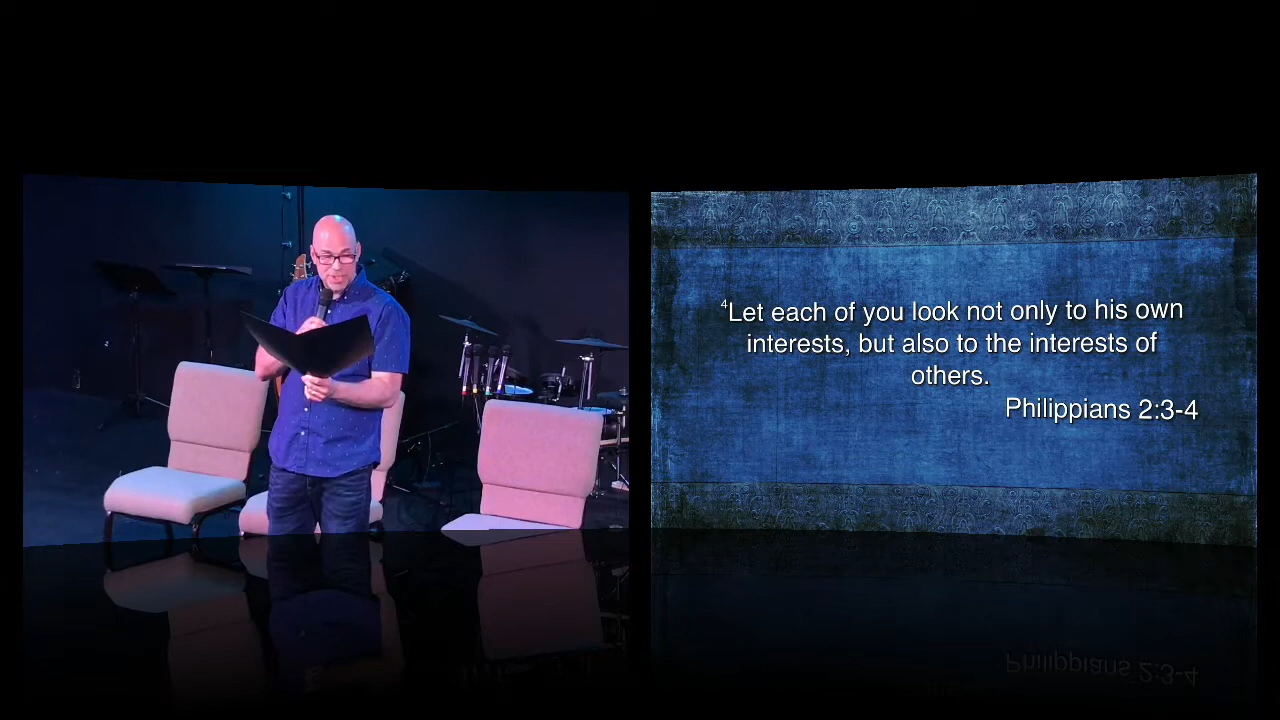 ⁴Let each of you look not only to his own
interests, but also to the interests of
others.
Philippians 2:3-4